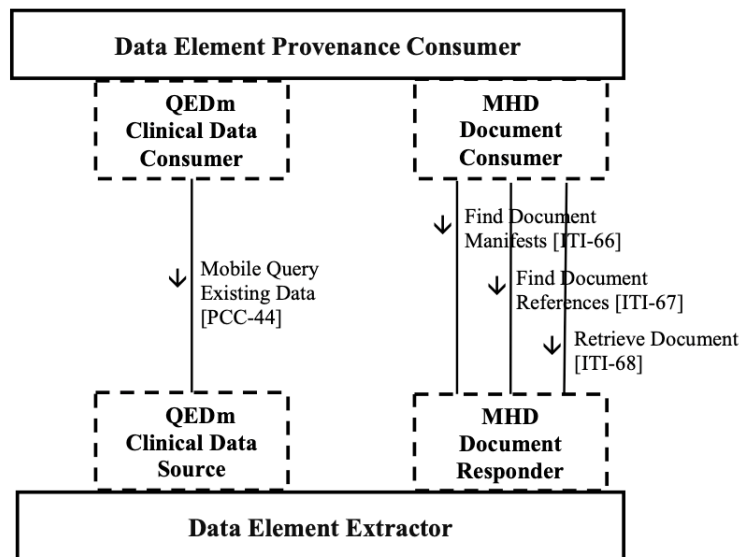 Data Element Provenance Consumer
QEDm
Clinical Data
Consumer
MHD
Document
Consumer
Find Document
Manifests [ITI-66]
Mobile Query
Existing Data
[PCC-44]
Find Document
References [ITI-67]
Retrieve Document
[ITI-68]
QEDm
Clinical Data
Source
MHD
Document
Responder
Data Element Extractor